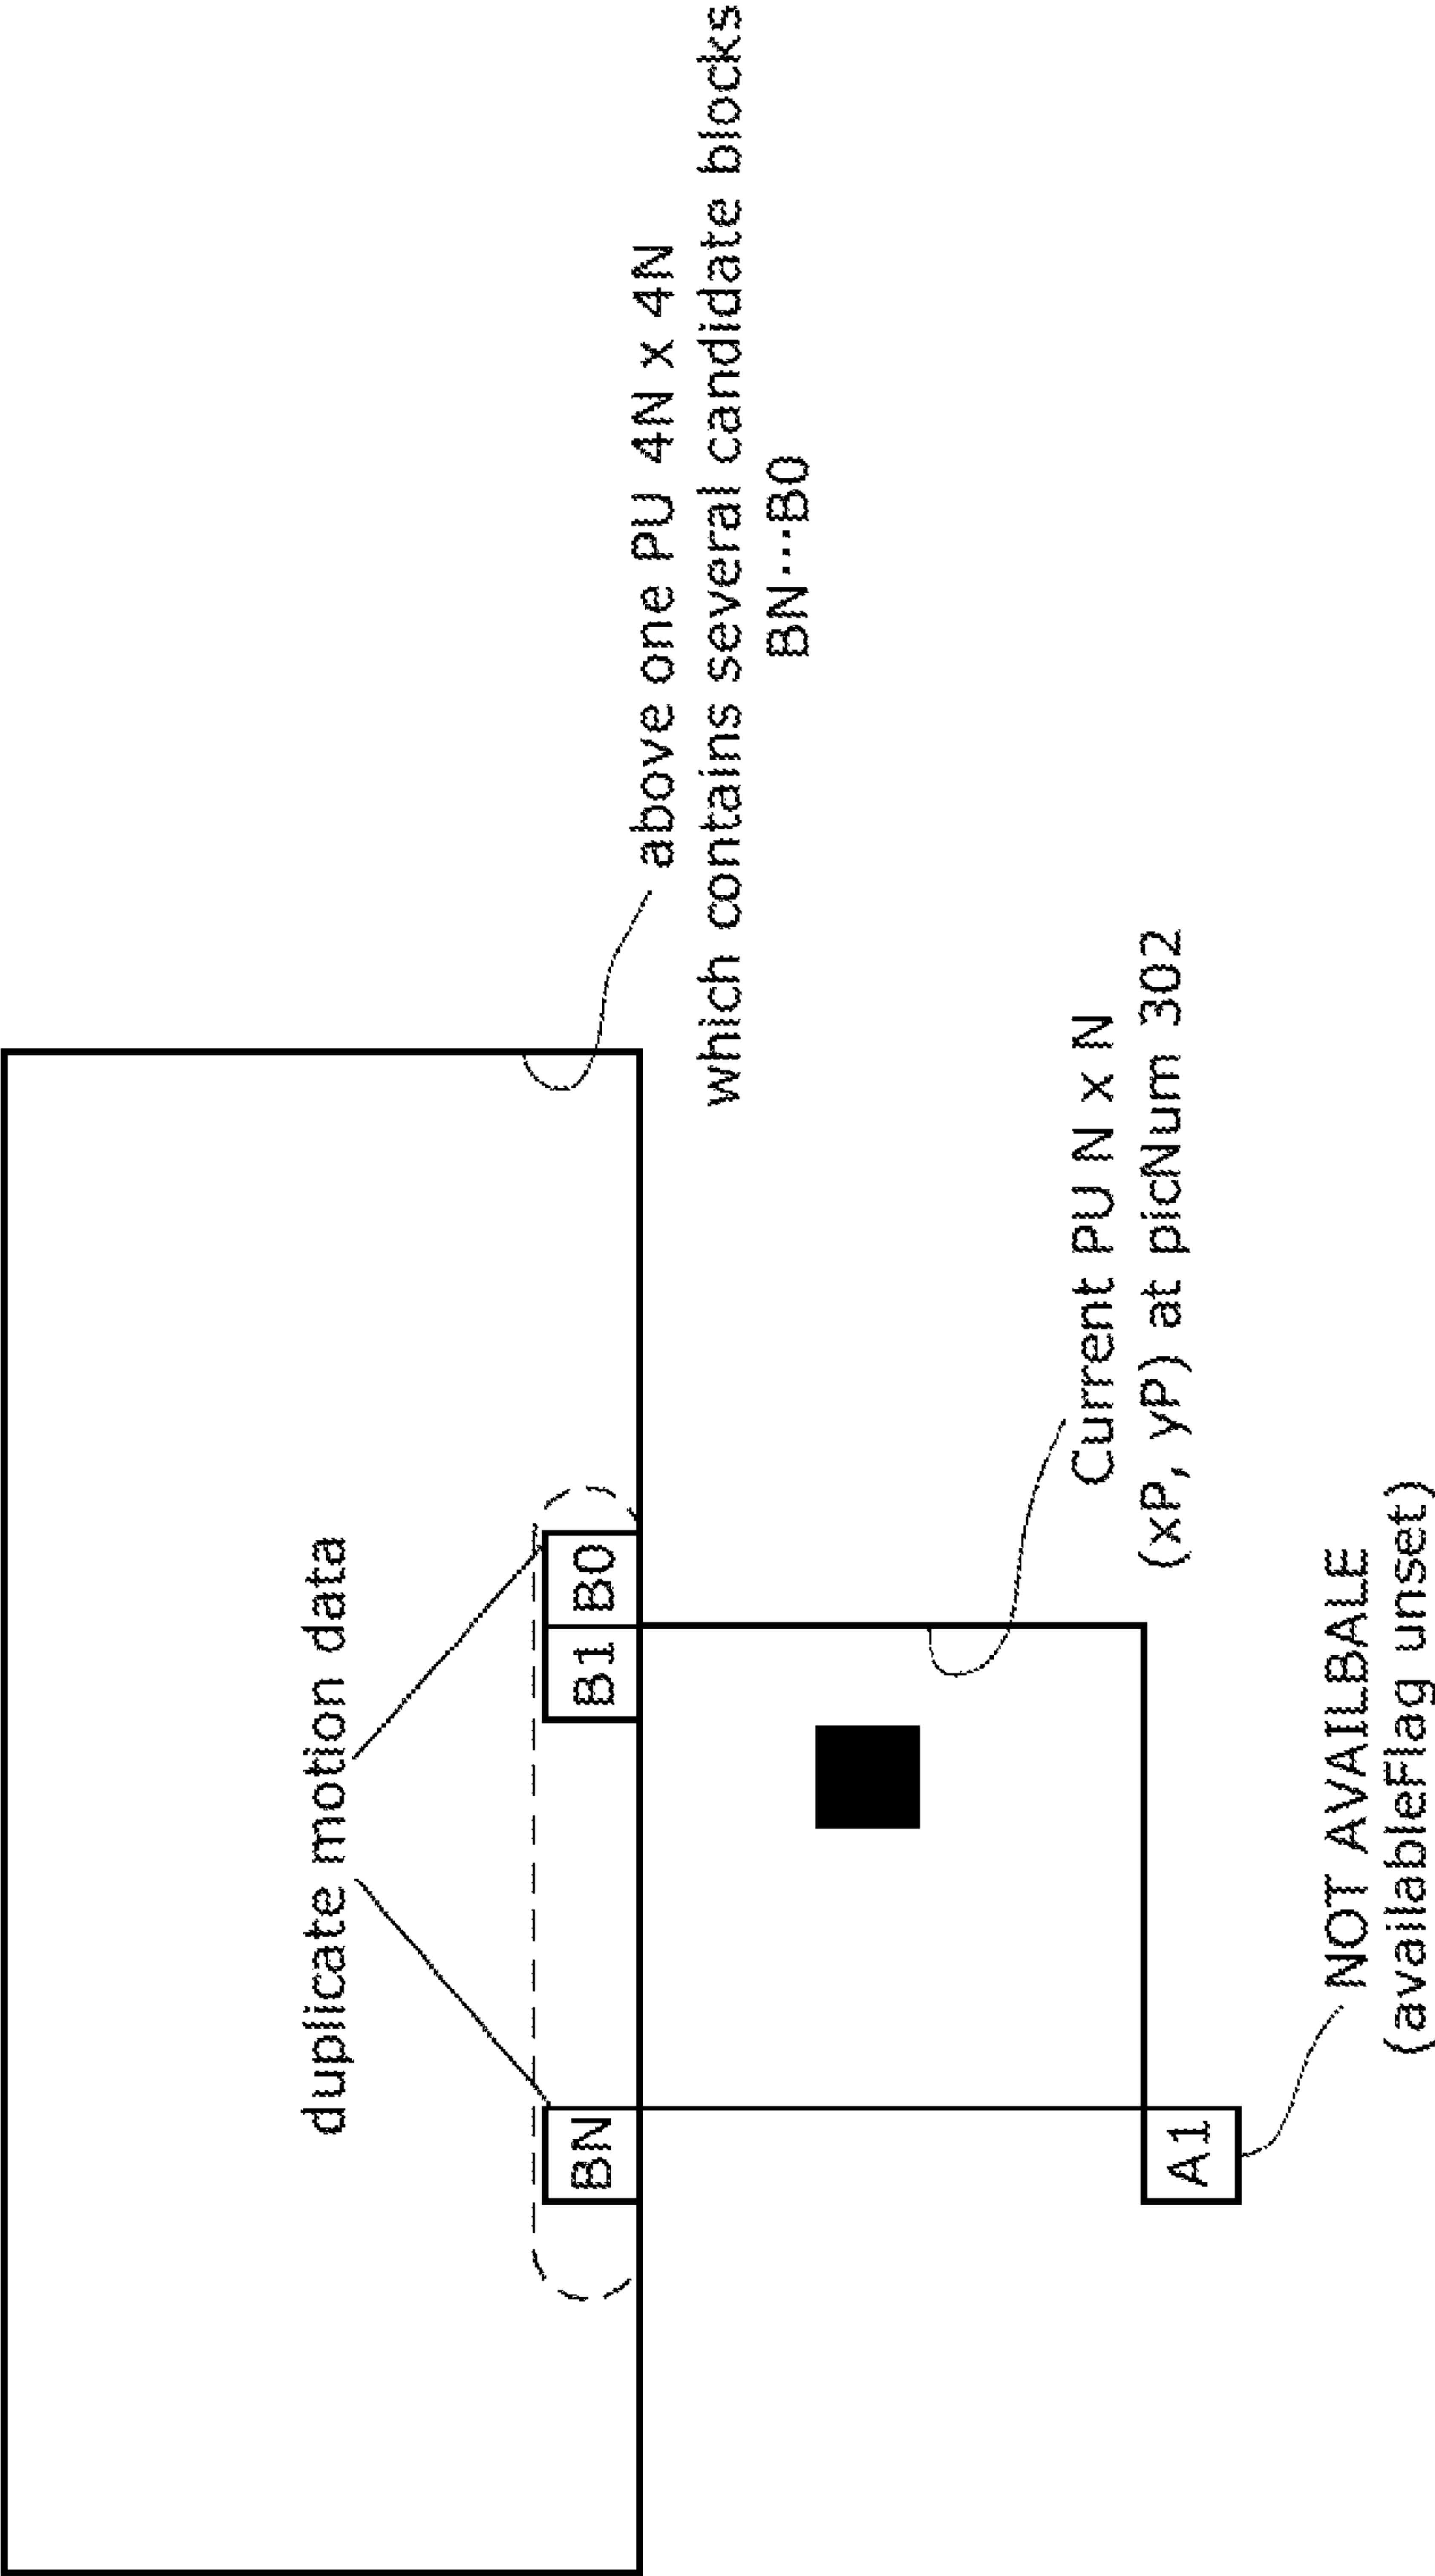 duplicate motion data
BN
B1
B0
above one PU 4N x 4N
which contains several candidate blocks
BN···B0
Current PU N x N
(xP, yP) at picNum 302
A1
NOT AVAILBALE
(availableFlag unset)